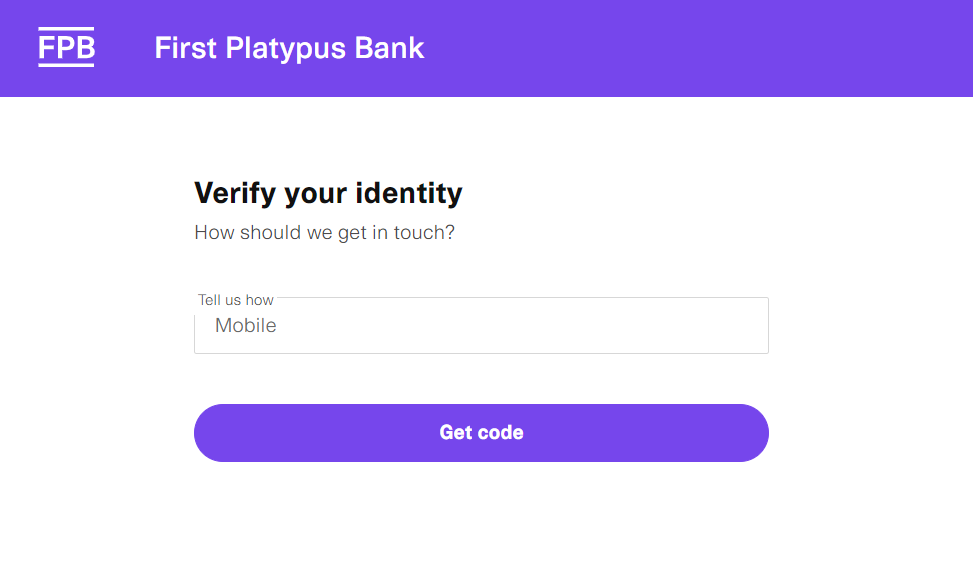 FPB
First Platypus Bank
Verify your identity
How should we get in touch?
Tell us how
Mobile
Get code